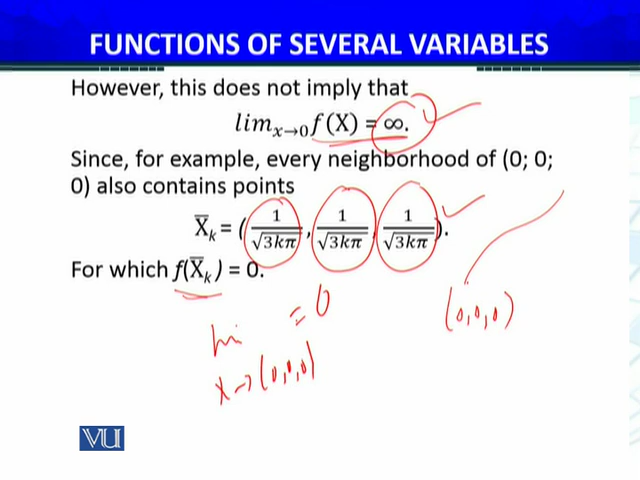 FUNCTIONS OF SEVERAL VARIABLES
However, this does not imply that
lim_{x→0} f(X) = ∞.
Since, for example, every neighborhood of (0; 0;
0) also contains points
X̅_k = ( 1/√3kπ , 1/√3kπ , 1/√3kπ ).
For which f(X̅_k ) = 0.
= 0
(0,0,0)
x→(0,0,0)
VU